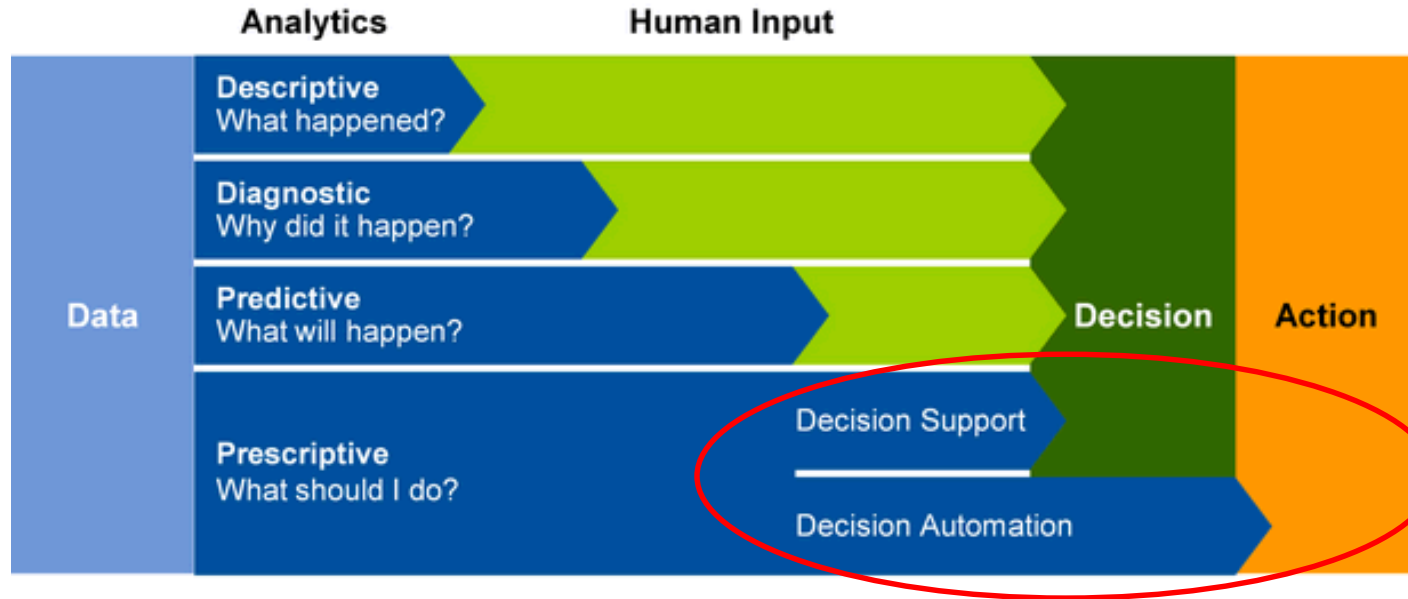 Analytics
Human Input
Descriptive
What happened?
Diagnostic
Why did it happen?
Predictive
What will happen?
Data
Decision
Action
Decision Support
Prescriptive
What should I do?
Decision Automation